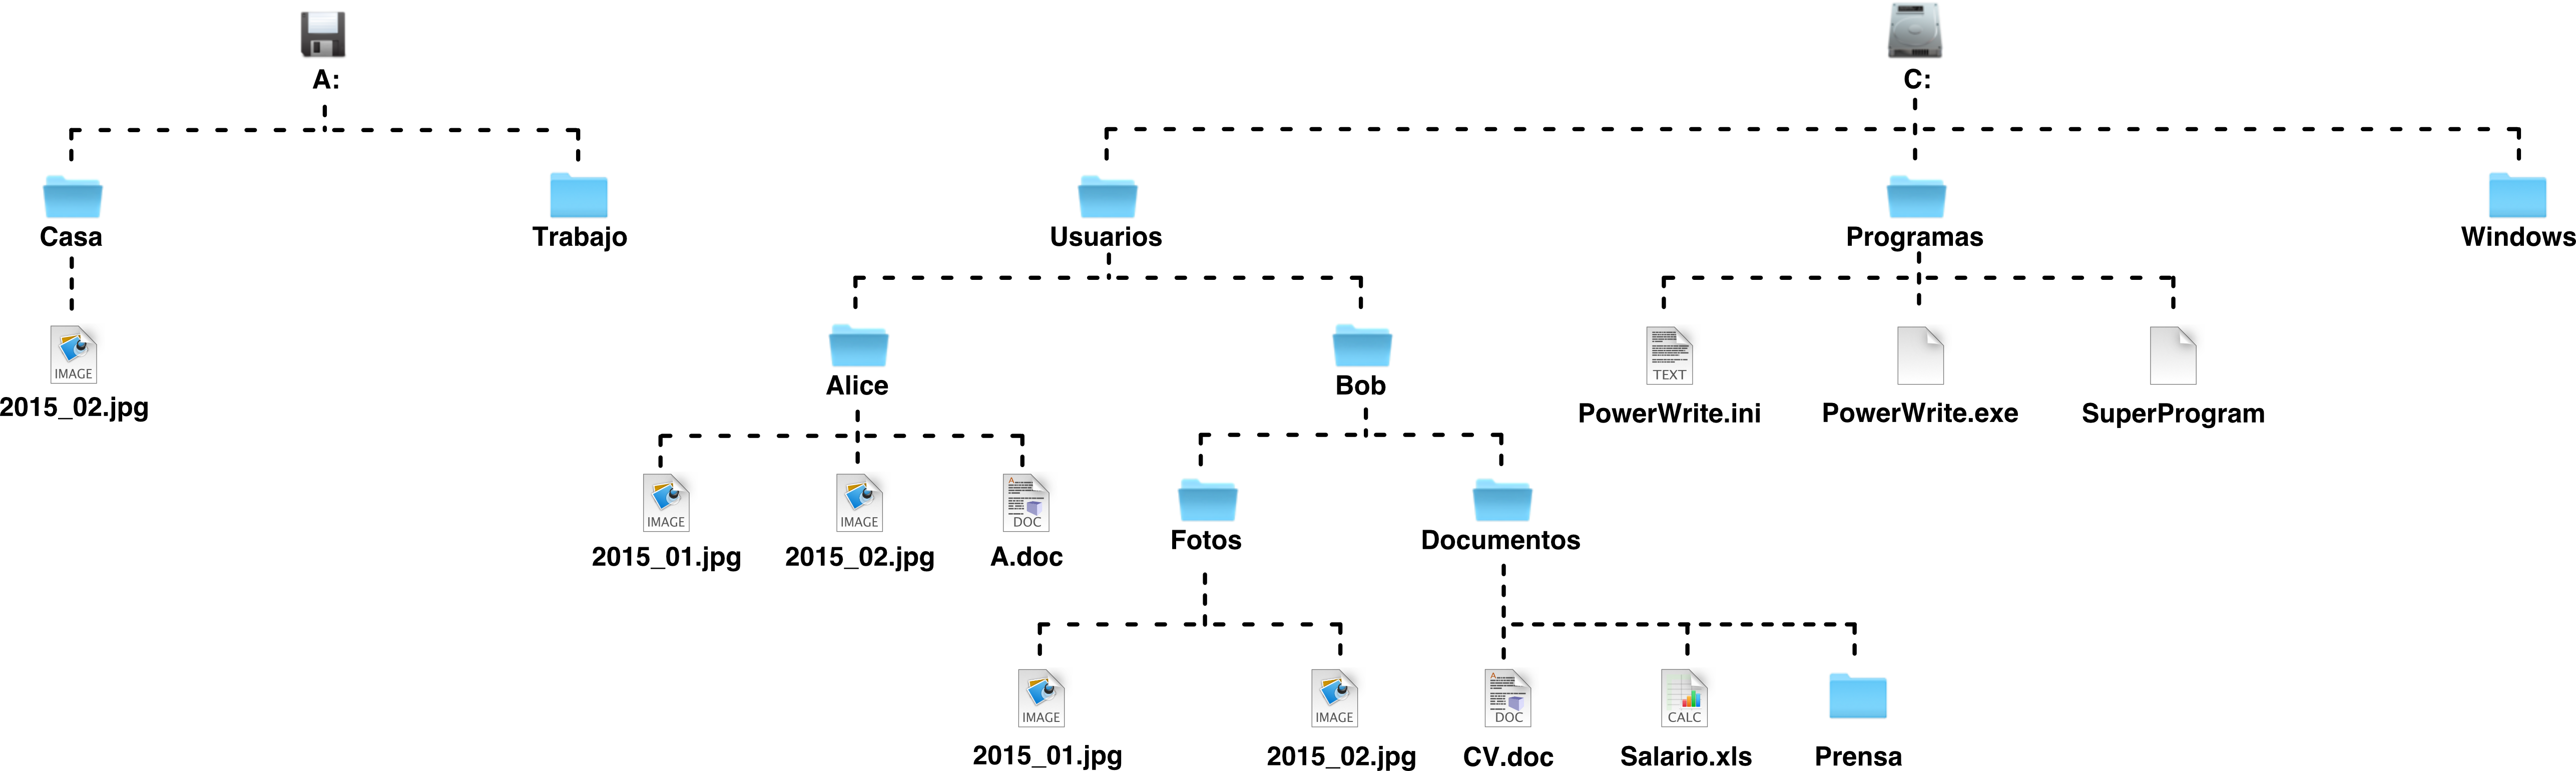 A:
C:
Casa
Trabajo
Usuarios
Programas
Windows
IMAGE
2015_02.jpg
Alice
Bob
TEXT
PowerWrite.ini
PowerWrite.exe
SuperProgram
IMAGE
2015_01.jpg
IMAGE
2015_02.jpg
DOC
A.doc
Fotos
Documentos
IMAGE
2015_01.jpg
IMAGE
2015_02.jpg
DOC
CV.doc
CALC
Salario.xls
Prensa